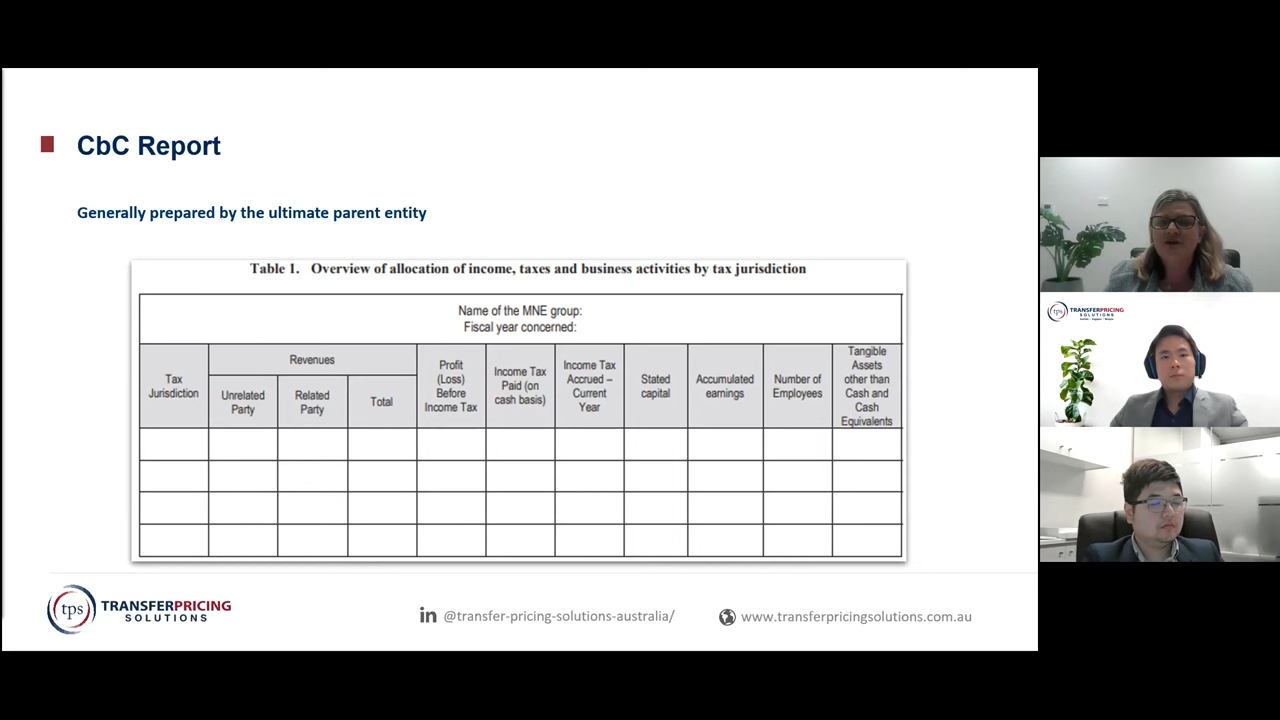 CbC Report
Generally prepared by the ultimate parent entity
Table 1. Overview of allocation of income, taxes and business activities by tax jurisdiction
Name of the MNE group:
Fiscal year concerned:
Tax
Jurisdiction
Revenues
Unrelated
Party
Related
Party
Total
Profit
(Loss)
Before
Income Tax
Income Tax
Paid (on
cash basis)
Income Tax
Accrued –
Current
Year
Stated
capital
Accumulated
earnings
Number of
Employees
Tangible
Assets
other than
Cash and
Cash
Equivalents
tps
TRANSFERPRICING
SOLUTIONS
in @transfer-pricing-solutions-australia/
www.transferpricingsolutions.com.au
tps
TRANSFERPRICING
SOLUTIONS